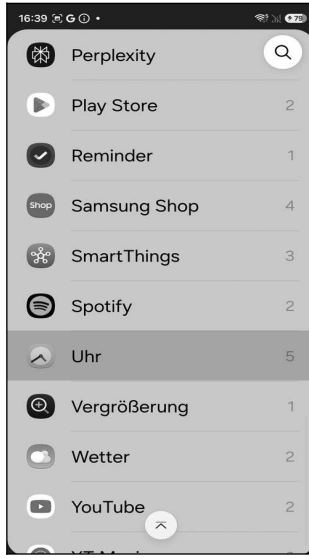 16:39 G 79
Perplexity
Play Store 2
Reminder 1
Shop Samsung Shop 4
SmartThings 3
Spotify 2
Uhr 5
Vergrößerung 1
Wetter 2
YouTube 2